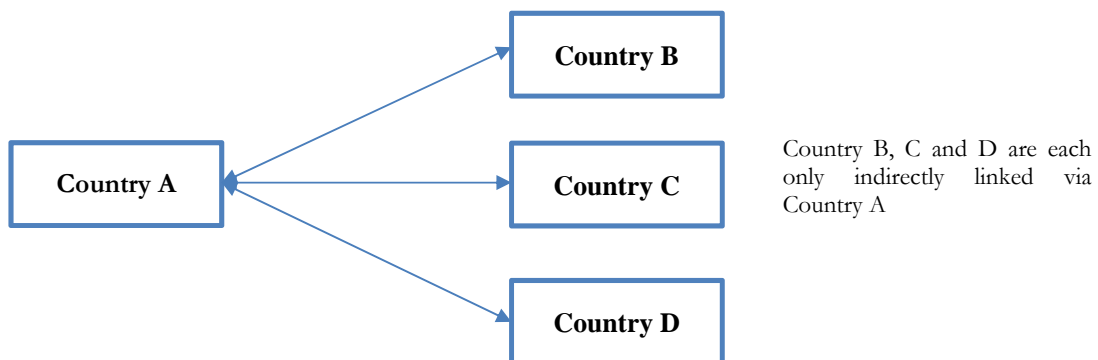 Country B
Country A
Country C
Country B, C and D are each
only indirectly linked via
Country A
Country D